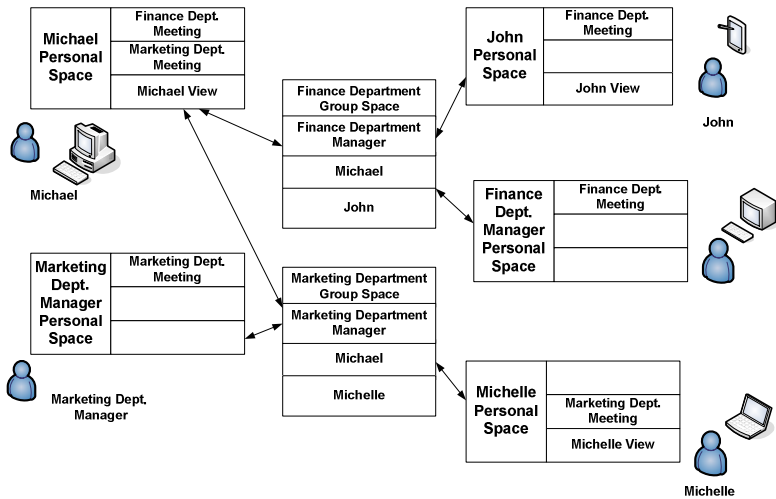 Michael
Personal
Space
Finance Dept.
Meeting
Marketing Dept.
Meeting
Michael View
Michael
Finance Department
Group Space
Finance Department
Manager
Michael
John
John
Personal
Space
Finance Dept.
Meeting
John View
John
Finance
Dept.
Manager
Personal
Space
Finance Dept.
Meeting
Marketing
Dept.
Manager
Personal
Space
Marketing Dept.
Meeting
Marketing Dept.
Manager
Marketing Department
Group Space
Marketing Department
Manager
Michael
Michelle
Michelle
Personal
Space
Marketing Dept.
Meeting
Michelle View
Michelle